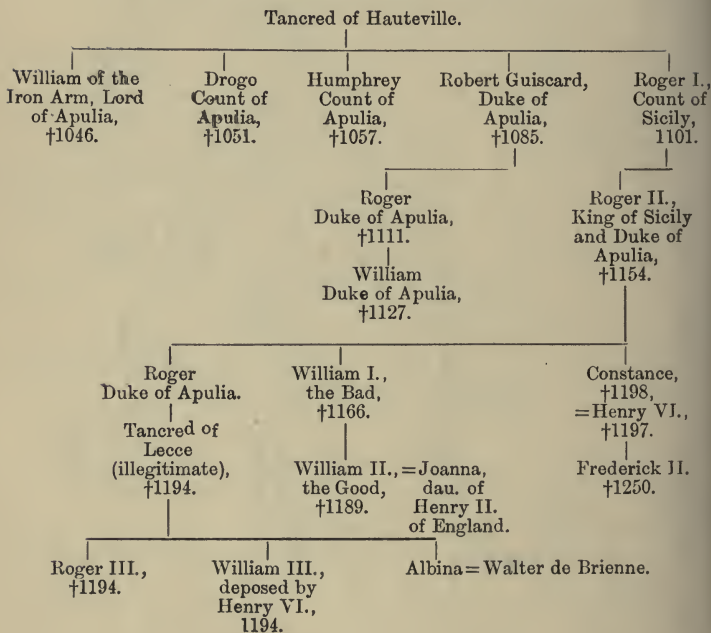 Tancred of Hauteville.
William of the Iron Arm, Lord of Apulia, †1046.
Drogo Count of Apulia, †1051.
Humphrey Count of Apulia, †1057.
Robert Guiscard, Duke of Apulia, †1085.
Roger I., Count of Sicily, 1101.
Roger Duke of Apulia, †1111.
William Duke of Apulia, †1127.
Roger II., King of Sicily and Duke of Apulia, †1154.
Roger Duke of Apulia.
Tancred of Lecce (illegitimate), †1194.
William I., the Bad, †1166.
William II., the Good, †1189.
=Joanna, dau. of Henry II. of England.
Constance, †1198, =Henry VI., †1197.
Frederick II. †1250.
Roger III., †1194.
William III., deposed by Henry VI., 1194.
Albina=Walter de Brienne.